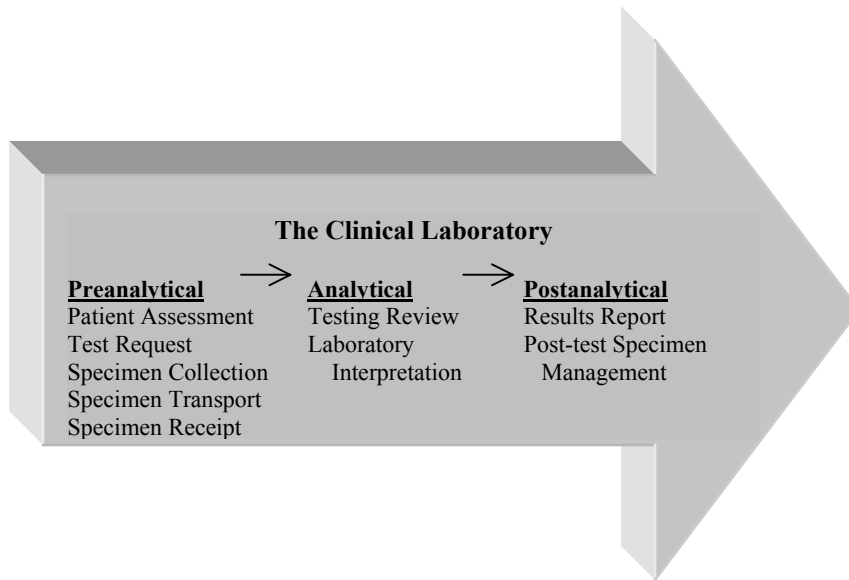 The Clinical Laboratory
Preanalytical
Patient Assessment
Test Request
Specimen Collection
Specimen Transport
Specimen Receipt
Analytical
Testing Review
Laboratory
Interpretation
Postanalytical
Results Report
Post-test Specimen
Management